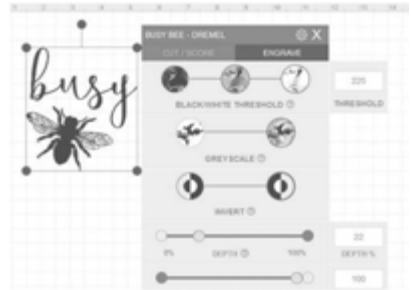 busy
BUSY BEE - DREMEL X
CUT / SCORE ENGRAVE
225
BLACK/WHITE THRESHOLD THRESHOLD
GREYSCALE
INVERT
22
0% DEPTH 100% DEPTH %
100